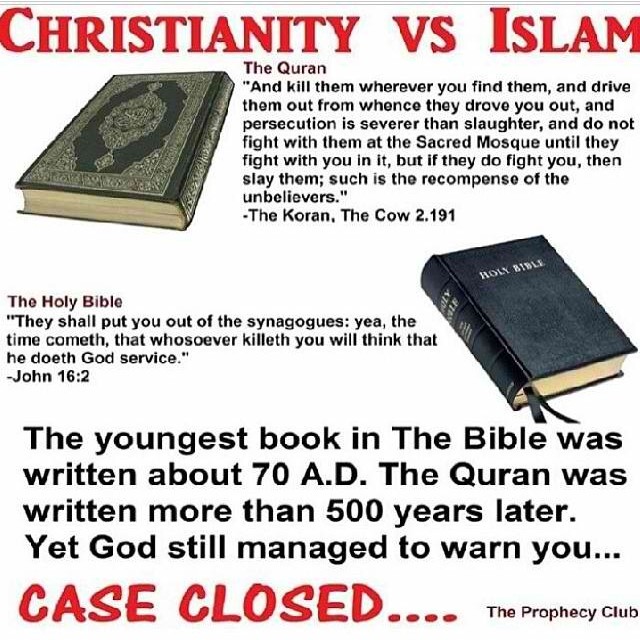 CHRISTIANITY VS ISLAM
The Quran
"And kill them wherever you find them, and drive
them out from whence they drove you out, and
persecution is severer than slaughter, and do not
fight with them at the Sacred Mosque until they
fight with you in it, but if they do fight you, then
slay them; such is the recompense of the
unbelievers."
-The Koran, The Cow 2.191
HOLY BIBLE
The Holy Bible
"They shall put you out of the synagogues: yea, the
time cometh, that whosoever killeth you will think that
he doeth God service."
-John 16:2
The youngest book in The Bible was
written about 70 A.D. The Quran was
written more than 500 years later.
Yet God still managed to warn you...
CASE CLOSED....
The Prophecy Club